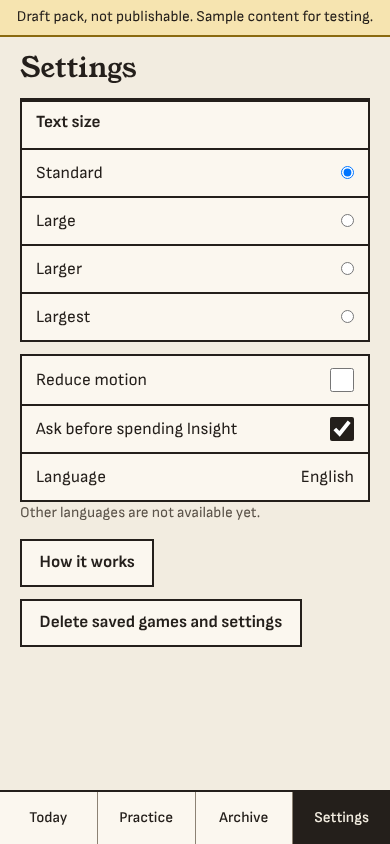 Draft pack, not publishable. Sample content for testing.
Settings
Text size
Standard
Large
Larger
Largest
Reduce motion
Ask before spending Insight
Language English
Other languages are not available yet.
How it works
Delete saved games and settings
Today Practice Archive Settings